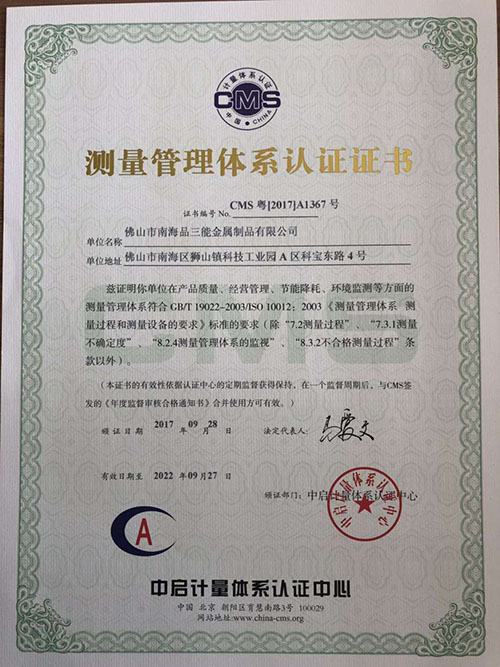 计量体系认证
CMS
中国·CHINA
测量管理体系认证证书
证书编号 No. CMS 粤[2017]A1367 号
单位名称 佛山市南海品三能金属制品有限公司
单位地址 佛山市南海区狮山镇科技工业园 A 区科宝东路 4 号
兹证明你单位在产品质量、经营管理、节能降耗、环境监测等方面的
测量管理体系符合 GB/T 19022-2003/ISO 10012：2003《测量管理体系 测
量过程和测量设备的要求》标准的要求（除“7.2测量过程”、“7.3.1测量
不确定度”、“8.2.4测量管理体系的监视”、“8.3.2不合格测量过程”条
款以外）。
（本证书的有效性依据认证中心的定期监督获得保持，在一个监督周期后，与CMS签
发的《年度监督审核合格通知书》合并使用方可有效。）
颁证日期 2017 年 09 月 28 日 法定代表人：
有效日期至 2022 年 09 月 27 日
颁证部门：中启计量体系认证中心
中启计量体系认证中心
CA
中启计量体系认证中心
中国 北京 朝阳区育慧南路3号 100029
网站地址:www.china-cms.org
CMS